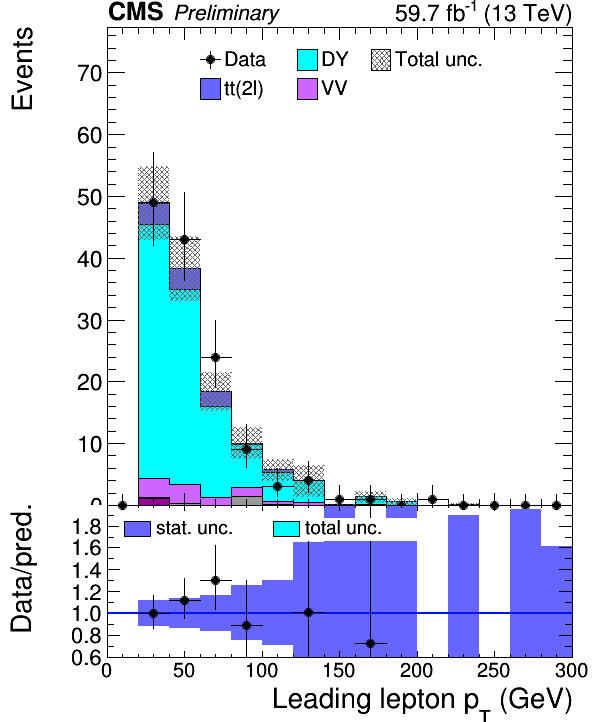 CMS Preliminary 59.7 fb⁻¹ (13 TeV)
Events
Data DY Total unc.
tt(2l) VV
70
60
50
40
30
20
10
0
Data/pred.
stat. unc. total unc.
1.8
1.6
1.4
1.2
1.0
0.8
0.6
0 50 100 150 200 250 300
Leading lepton p_T (GeV)